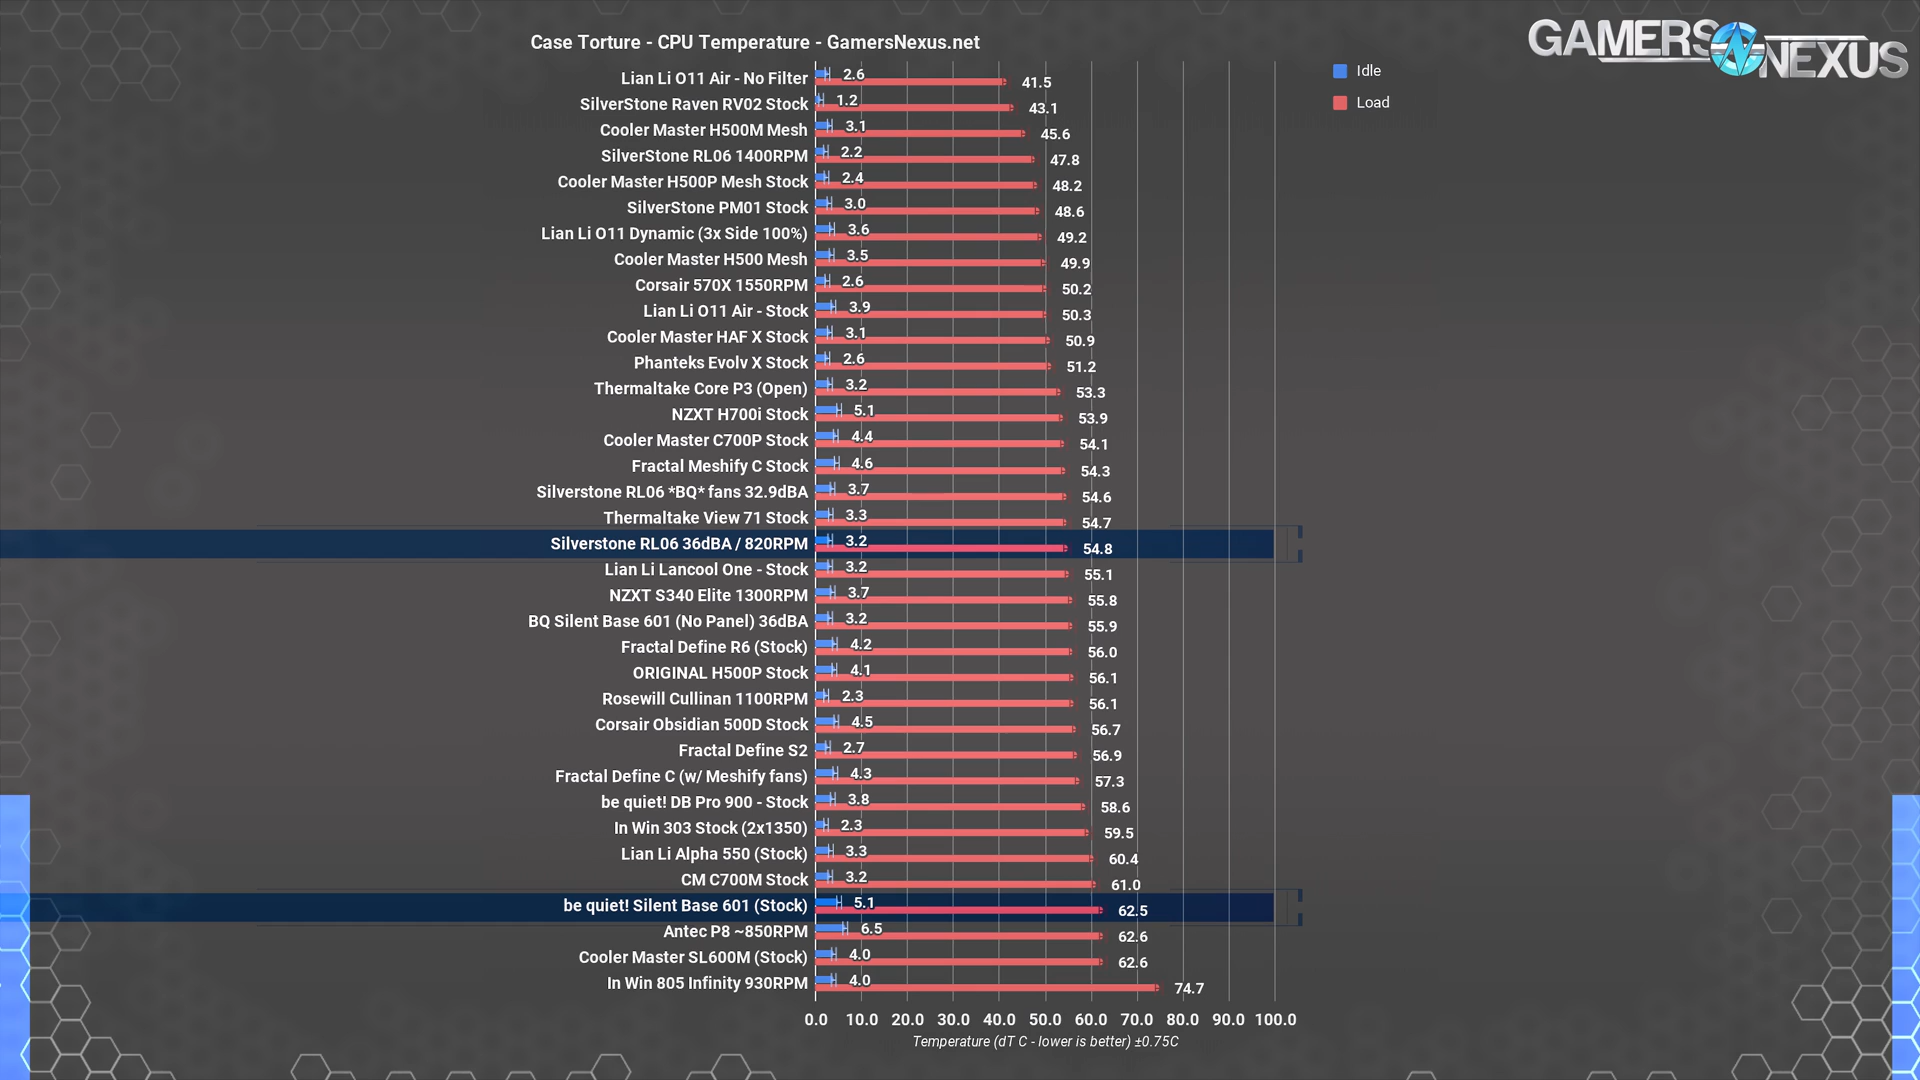 Case Torture - CPU Temperature - GamersNexus.net
GAMERS NEXUS
Idle
Load
Lian Li O11 Air - No Filter 2.6 41.5
SilverStone Raven RV02 Stock 1.2 43.1
Cooler Master H500M Mesh 3.1 45.6
SilverStone RL06 1400RPM 2.2 47.8
Cooler Master H500P Mesh Stock 2.4 48.2
SilverStone PM01 Stock 3.0 48.6
Lian Li O11 Dynamic (3x Side 100%) 3.6 49.2
Cooler Master H500 Mesh 3.5 49.9
Corsair 570X 1550RPM 2.6 50.2
Lian Li O11 Air - Stock 3.9 50.3
Cooler Master HAF X Stock 3.1 50.9
Phanteks Evolv X Stock 2.6 51.2
Thermaltake Core P3 (Open) 3.2 53.3
NZXT H700i Stock 5.1 53.9
Cooler Master C700P Stock 4.4 54.1
Fractal Meshify C Stock 4.6 54.3
Silverstone RL06 *BQ* fans 32.9dBA 3.7 54.6
Thermaltake View 71 Stock 3.3 54.7
Silverstone RL06 36dBA / 820RPM 3.2 54.8
Lian Li Lancool One - Stock 3.2 55.1
NZXT S340 Elite 1300RPM 3.7 55.8
BQ Silent Base 601 (No Panel) 36dBA 3.2 55.9
Fractal Define R6 (Stock) 4.2 56.0
ORIGINAL H500P Stock 4.1 56.1
Rosewill Cullinan 1100RPM 2.3 56.1
Corsair Obsidian 500D Stock 4.5 56.7
Fractal Define S2 2.7 56.9
Fractal Define C (w/ Meshify fans) 4.3 57.3
be quiet! DB Pro 900 - Stock 3.8 58.6
In Win 303 Stock (2x1350) 2.3 59.5
Lian Li Alpha 550 (Stock) 3.3 60.4
CM C700M Stock 3.2 61.0
be quiet! Silent Base 601 (Stock) 5.1 62.5
Antec P8 ~850RPM 6.5 62.6
Cooler Master SL600M (Stock) 4.0 62.6
In Win 805 Infinity 930RPM 4.0 74.7
0.0 10.0 20.0 30.0 40.0 50.0 60.0 70.0 80.0 90.0 100.0
Temperature (dT C - lower is better) ±0.75C